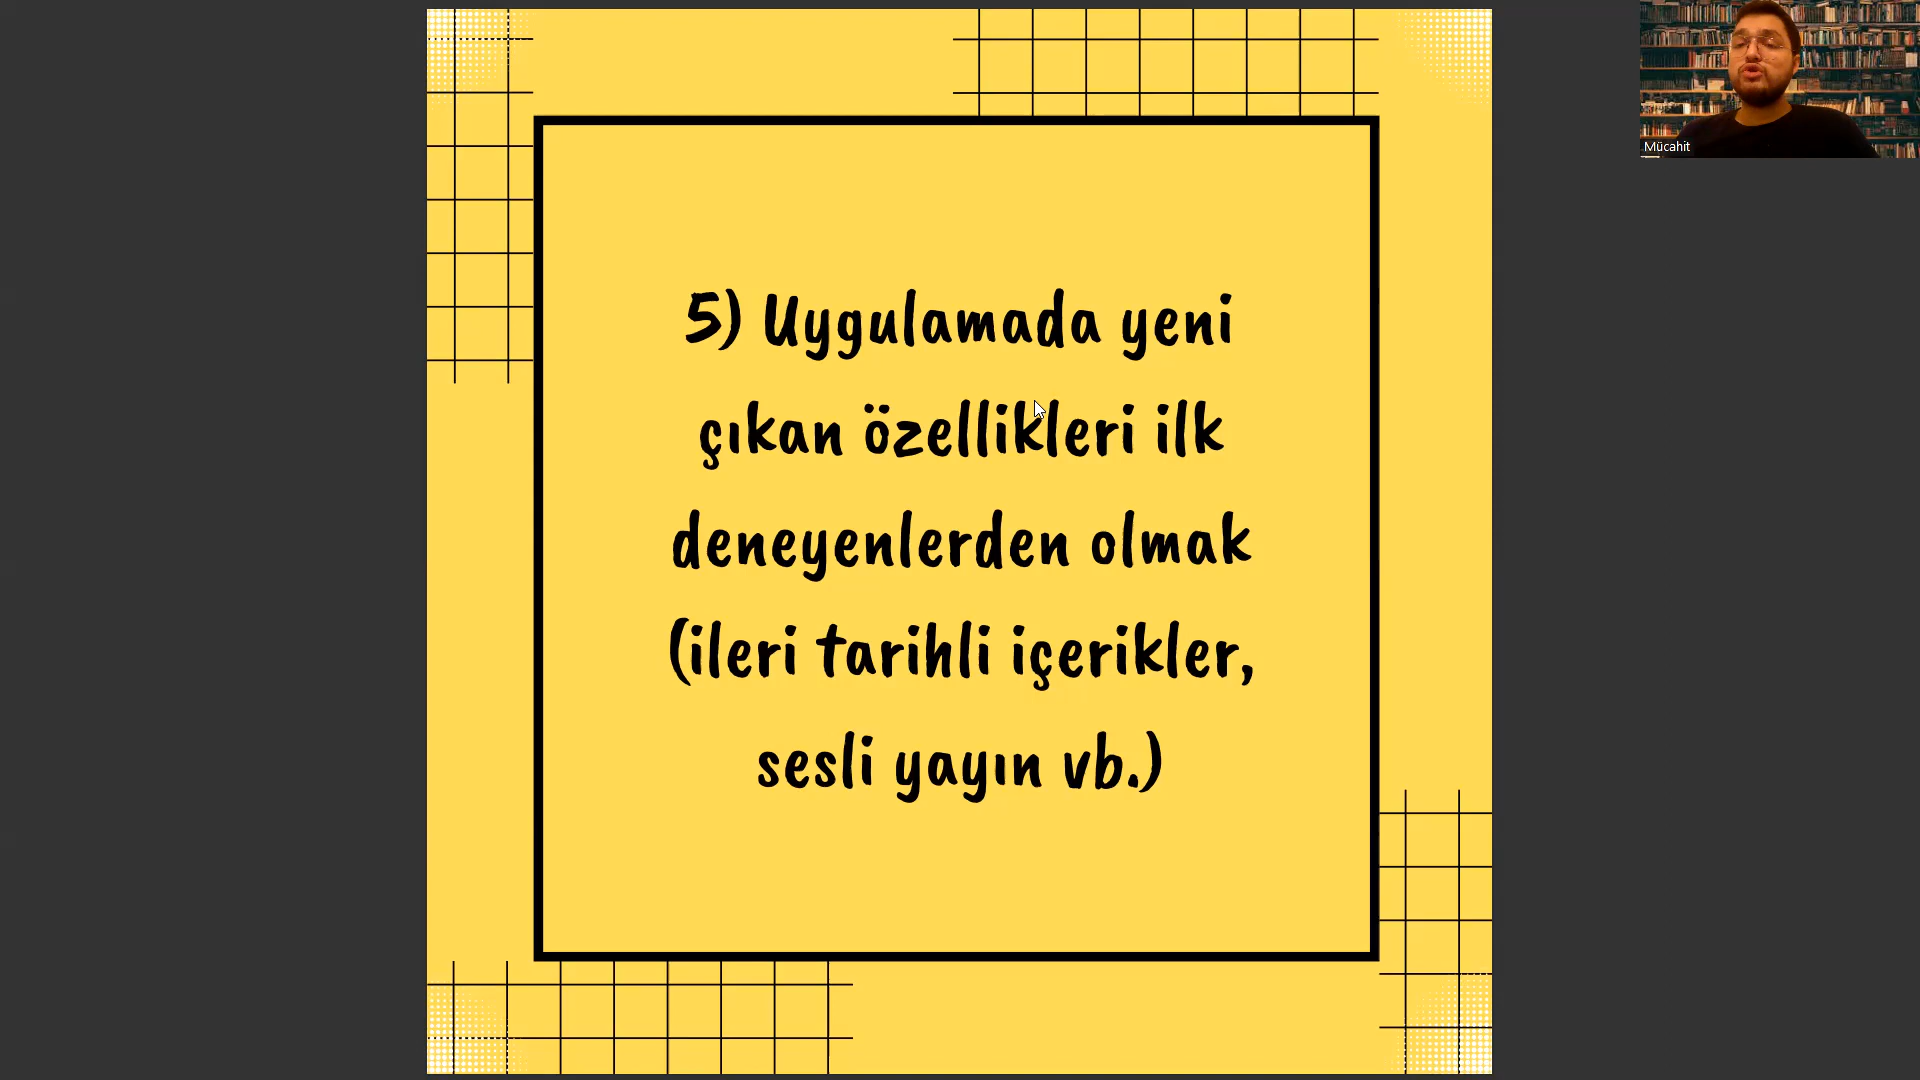 5) Uygulamada yeni
çıkan özellikleri ilk
deneyenlerden olmak
(ileri tarihli içerikler,
sesli yayın vb.)
Mücahit